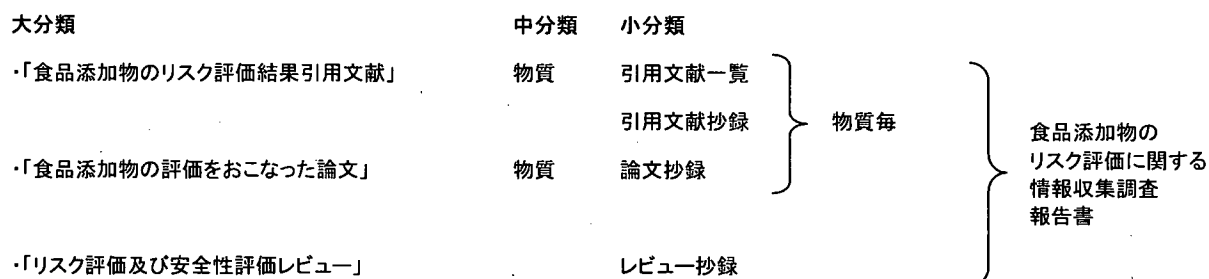 大分類 中分類 小分類
・「食品添加物のリスク評価結果引用文献」 物質 引用文献一覧
引用文献抄録 物質毎
・「食品添加物の評価をおこなった論文」 物質 論文抄録
食品添加物の
リスク評価に関する
情報収集調査
報告書
・「リスク評価及び安全性評価レビュー」 レビュー抄録